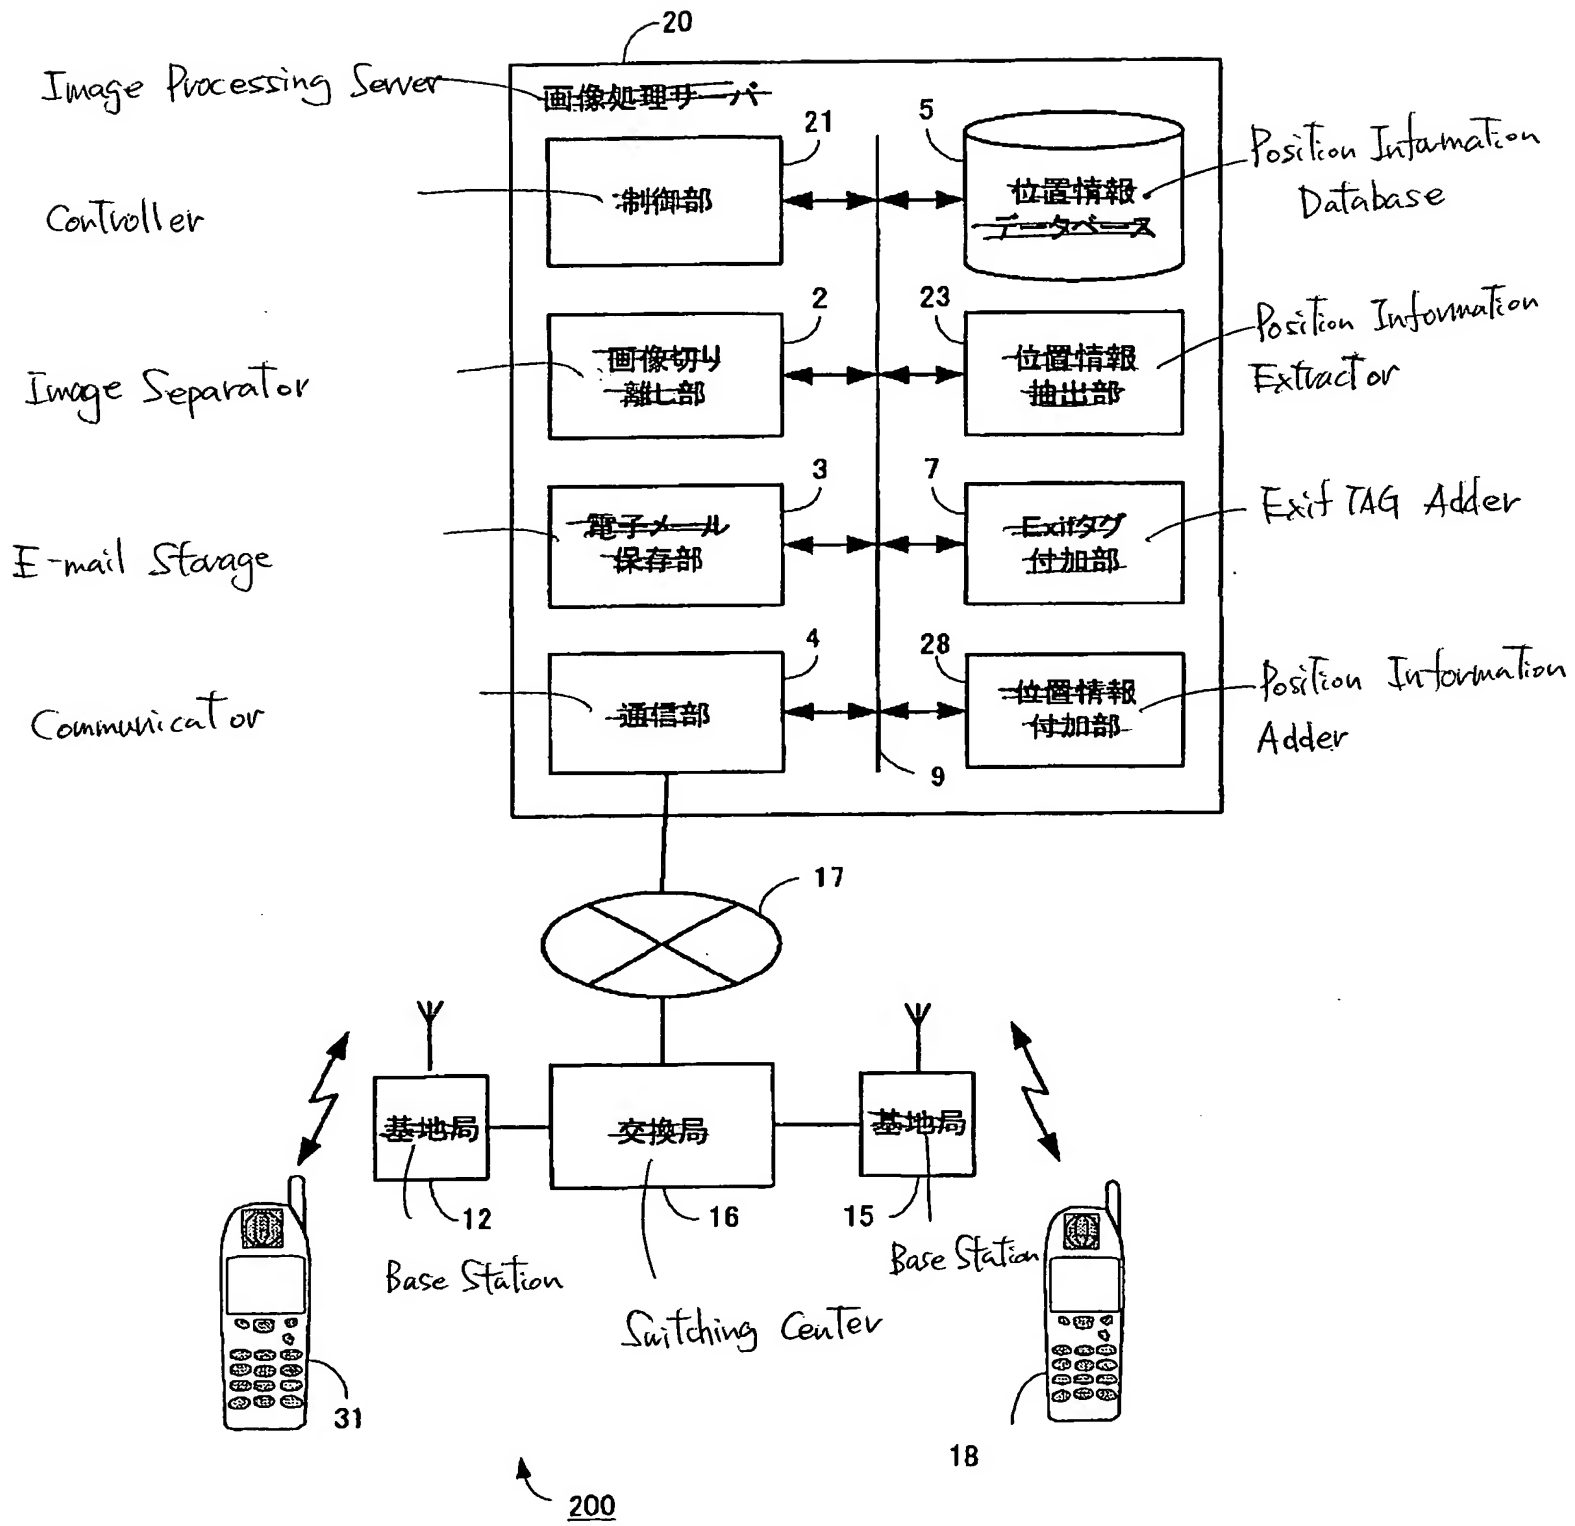 20
Image Processing Server
画像処理サーバ
21
5
制御部
位置情報
データベース
Position Information
Database
Controller
2
23
画像切り
離し部
位置情報
抽出部
Position Information
Extractor
Image Separator
3
7
電子メール
保存部
Exifタグ
付加部
Exif TAG Adder
E-mail Storage
4
28
通信部
位置情報
付加部
Position Information
Adder
Communicator
9
17
基地局
交換局
基地局
12
16
15
Base Station
Base Station
Switching Center
31
18
200